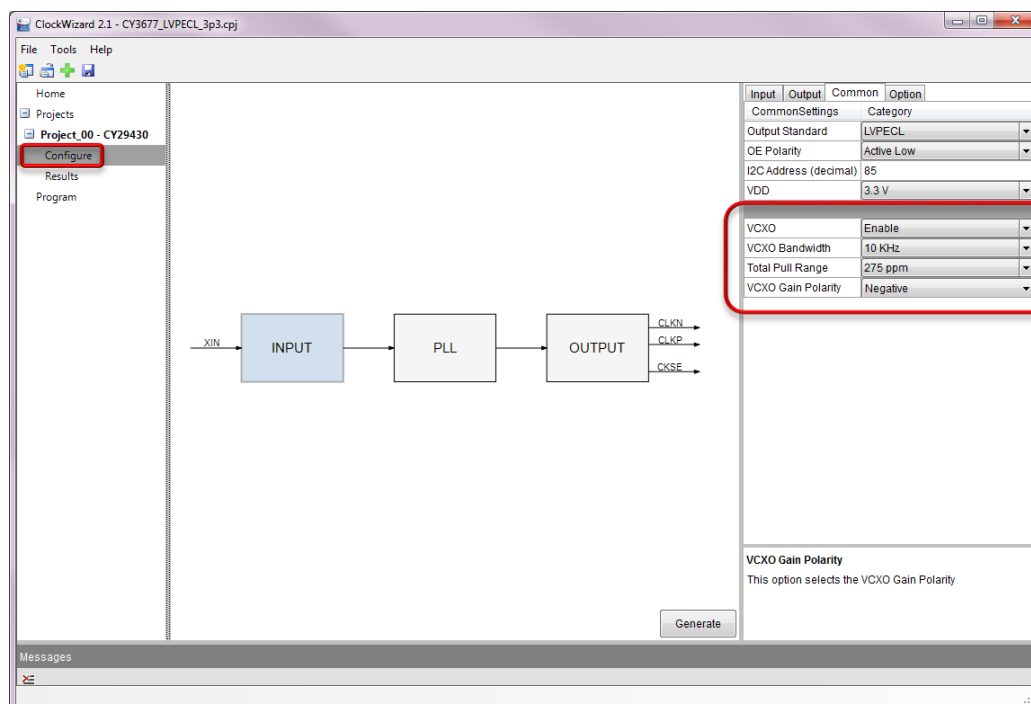 ClockWizard 2.1 - CY3677_LVPECL_3p3.cpj
File Tools Help
Home
Projects
Project_00 - CY29430
Configure
Results
Program
XIN
INPUT
PLL
OUTPUT
CLKN
CLKP
CKSE
Generate
Input Output Common Option
CommonSettings Category
Output Standard LVPECL
OE Polarity Active Low
I2C Address (decimal) 85
VDD 3.3 V
VCXO Enable
VCXO Bandwidth 10 KHz
Total Pull Range 275 ppm
VCXO Gain Polarity Negative
VCXO Gain Polarity
This option selects the VCXO Gain Polarity
Messages